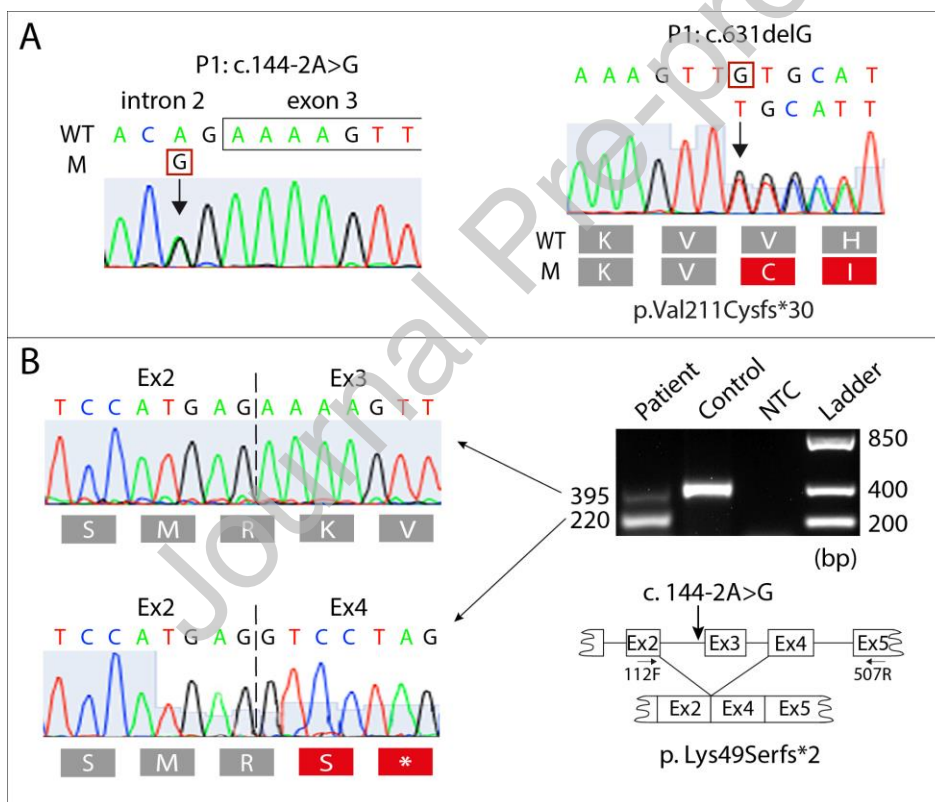 A
P1: c.144-2A>G
intron 2 exon 3
WT A C A G A A A A G T T
M G
P1: c.631delG
A A A G T T G T G C A T
T G C A T T
WT K V V H
M K V C I
p.Val211Cysfs*30
Journal Pre-pro
B
Ex2 Ex3
T C C A T G A G A A A A G T T
S M R K V
Ex2 Ex4
T C C A T G A G G T C C T A G
S M R S *
Patient Control NTC Ladder
850
395 400
220 200
(bp)
c. 144-2A>G
Ex2 Ex3 Ex4 Ex5
112F 507R
Ex2 Ex4 Ex5
p. Lys49Serfs*2